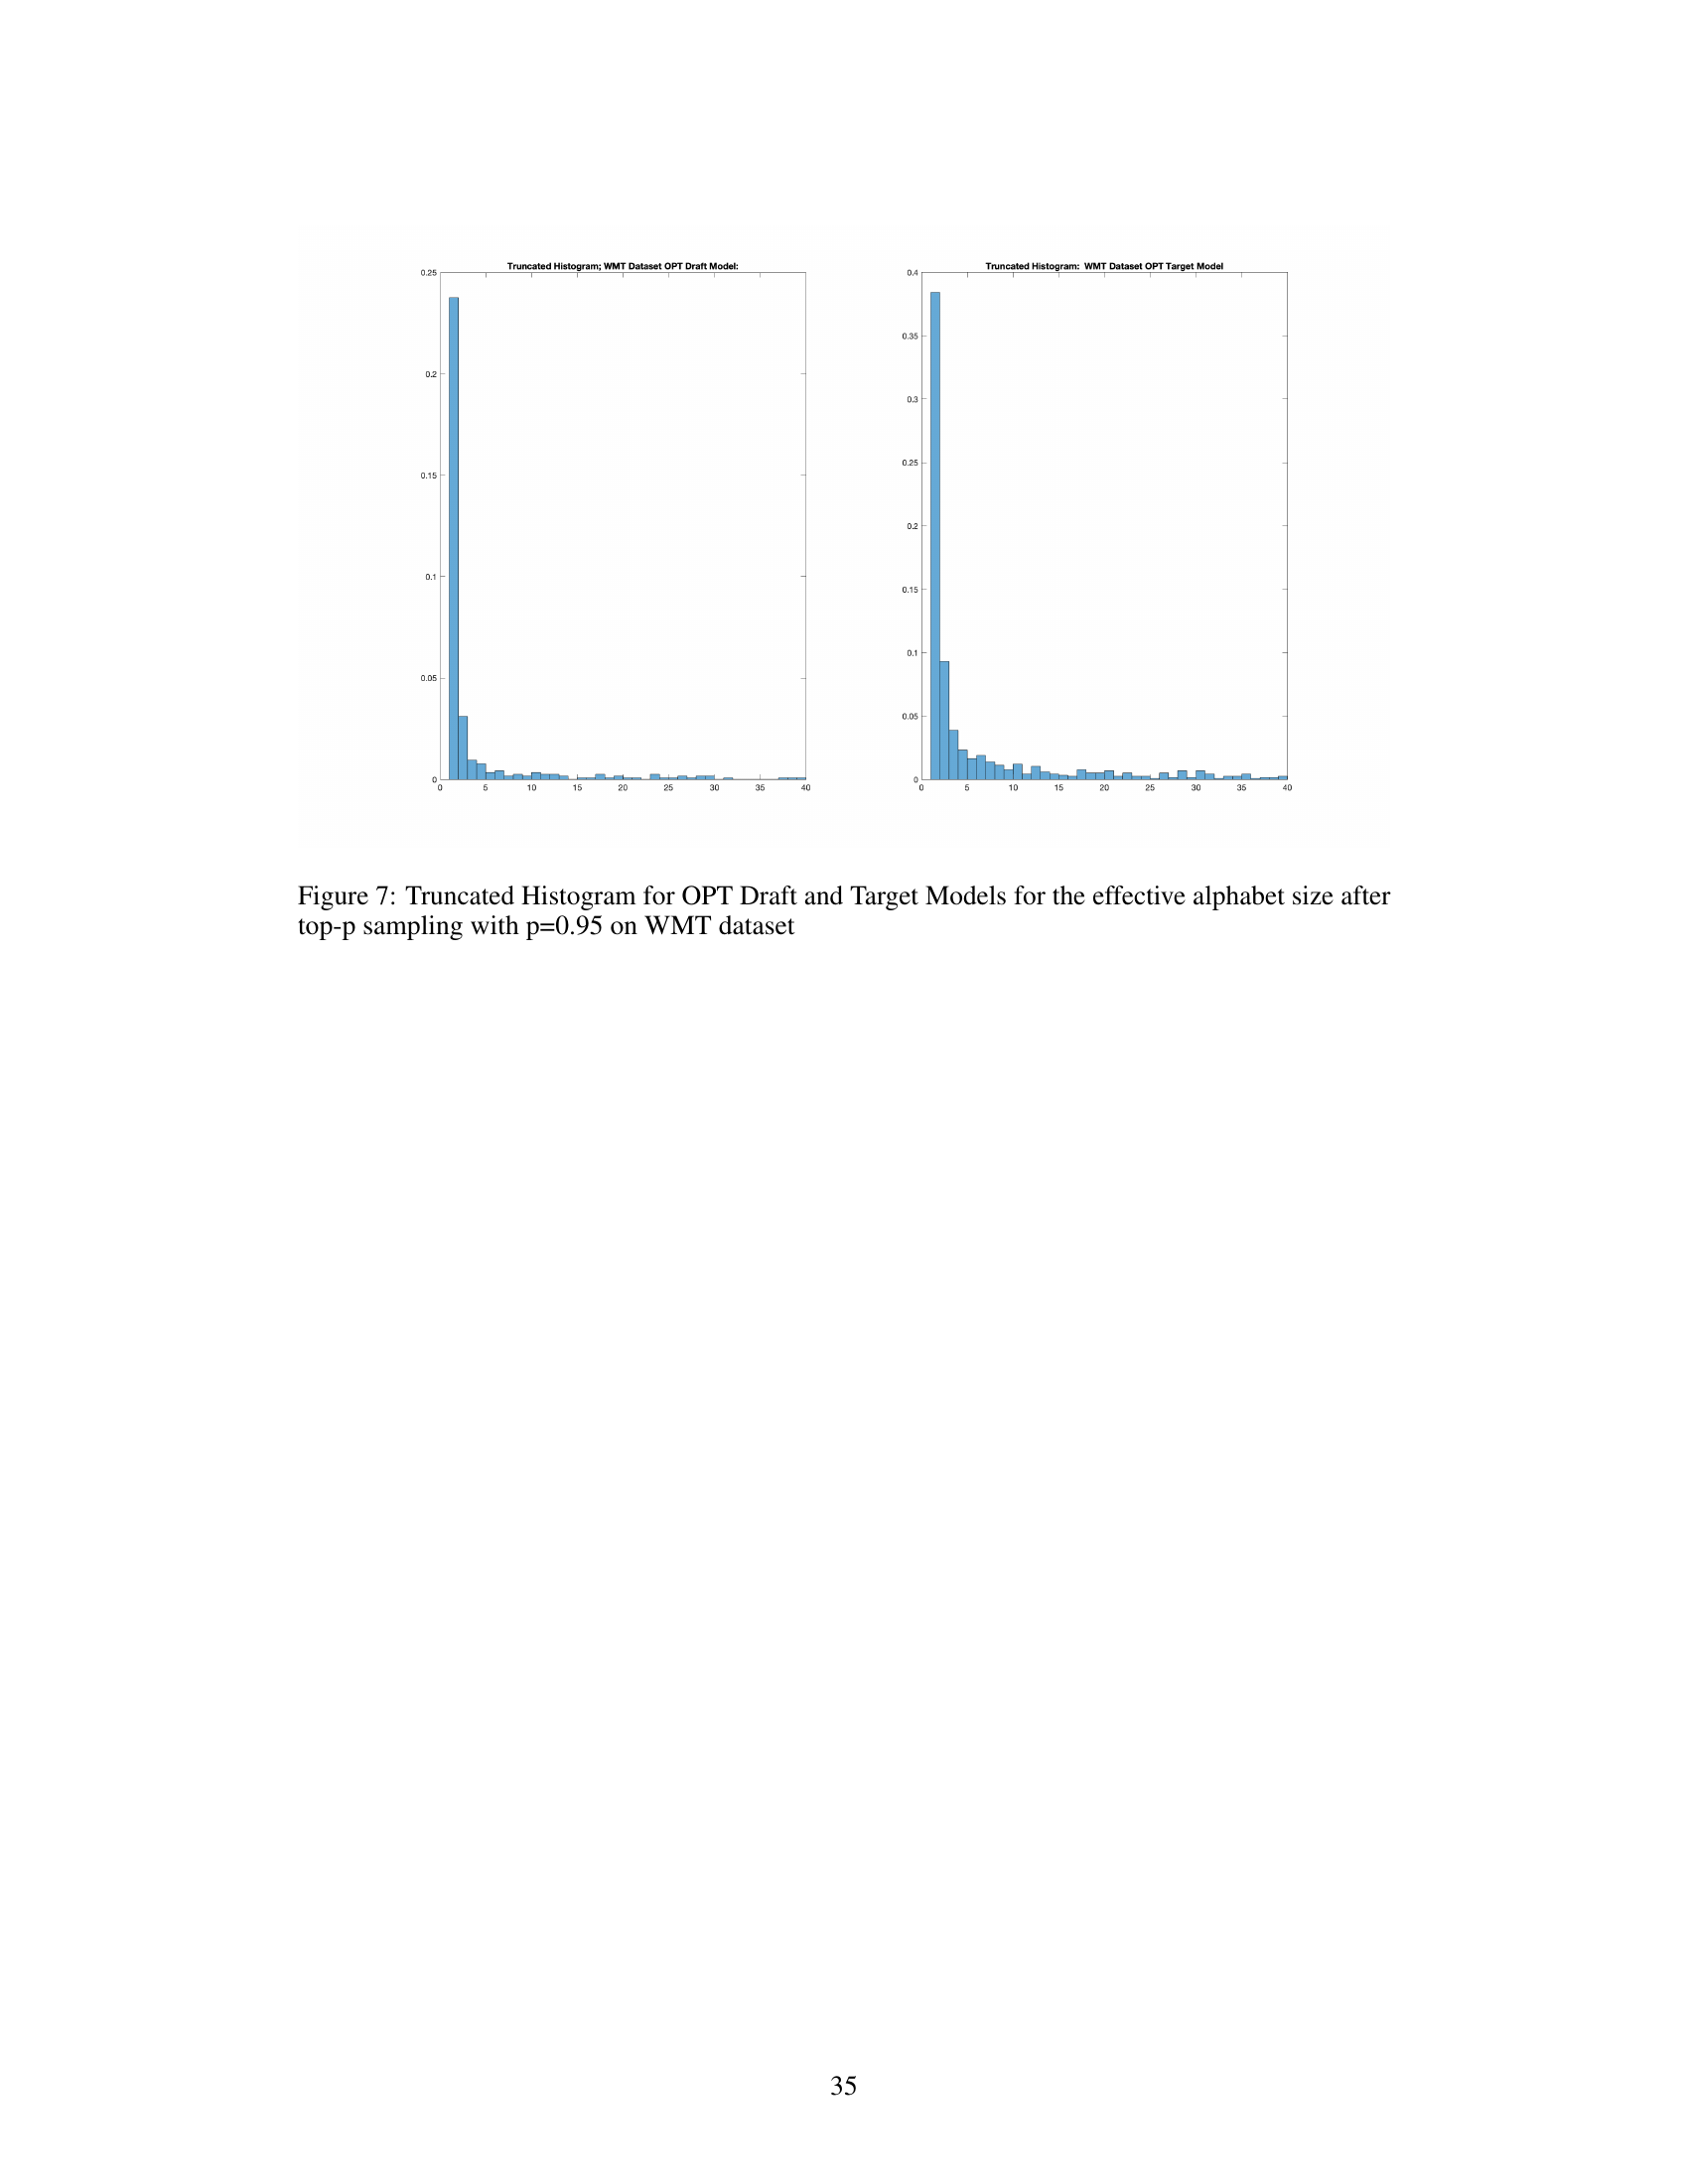 Truncated Histogram; WMT Dataset OPT Draft Model:
0.25
0.2
0.15
0.1
0.05
0
0 5 10 15 20 25 30 35 40
Truncated Histogram: WMT Dataset OPT Target Model
0.4
0.35
0.3
0.25
0.2
0.15
0.1
0.05
0
0 5 10 15 20 25 30 35 40
Figure 7: Truncated Histogram for OPT Draft and Target Models for the effective alphabet size after
top-p sampling with p=0.95 on WMT dataset
35